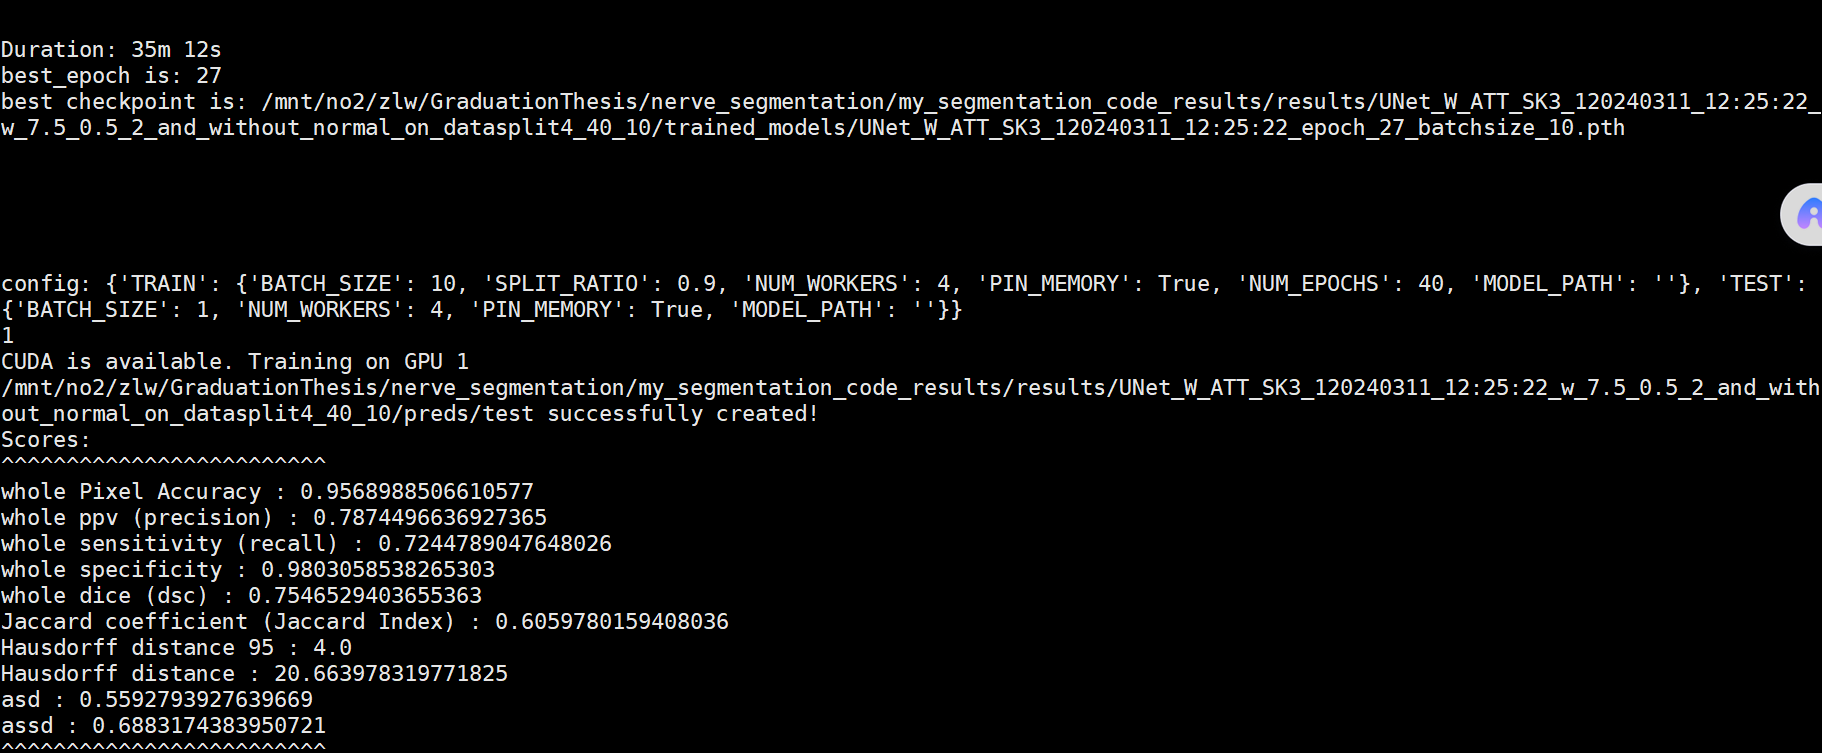 Duration: 35m 12s
best_epoch is: 27
best checkpoint is: /mnt/no2/zlw/GraduationThesis/nerve_segmentation/my_segmentation_code_results/results/UNet_W_ATT_SK3_120240311_12:25:22_
w_7.5_0.5_2_and_without_normal_on_datasplit4_40_10/trained_models/UNet_W_ATT_SK3_120240311_12:25:22_epoch_27_batchsize_10.pth
config: {'TRAIN': {'BATCH_SIZE': 10, 'SPLIT_RATIO': 0.9, 'NUM_WORKERS': 4, 'PIN_MEMORY': True, 'NUM_EPOCHS': 40, 'MODEL_PATH': ''}, 'TEST':
{'BATCH_SIZE': 1, 'NUM_WORKERS': 4, 'PIN_MEMORY': True, 'MODEL_PATH': ''}}
1
CUDA is available. Training on GPU 1
/mnt/no2/zlw/GraduationThesis/nerve_segmentation/my_segmentation_code_results/results/UNet_W_ATT_SK3_120240311_12:25:22_w_7.5_0.5_2_and_with
out_normal_on_datasplit4_40_10/preds/test successfully created!
Scores:
^^^^^^^^^^^^^^^^^^^^^^^^^
whole Pixel Accuracy : 0.9568988506610577
whole ppv (precision) : 0.7874496636927365
whole sensitivity (recall) : 0.7244789047648026
whole specificity : 0.9803058538265303
whole dice (dsc) : 0.7546529403655363
Jaccard coefficient (Jaccard Index) : 0.6059780159408036
Hausdorff distance 95 : 4.0
Hausdorff distance : 20.663978319771825
asd : 0.5592793927639669
assd : 0.6883174383950721
^^^^^^^^^^^^^^^^^^^^^^^^^